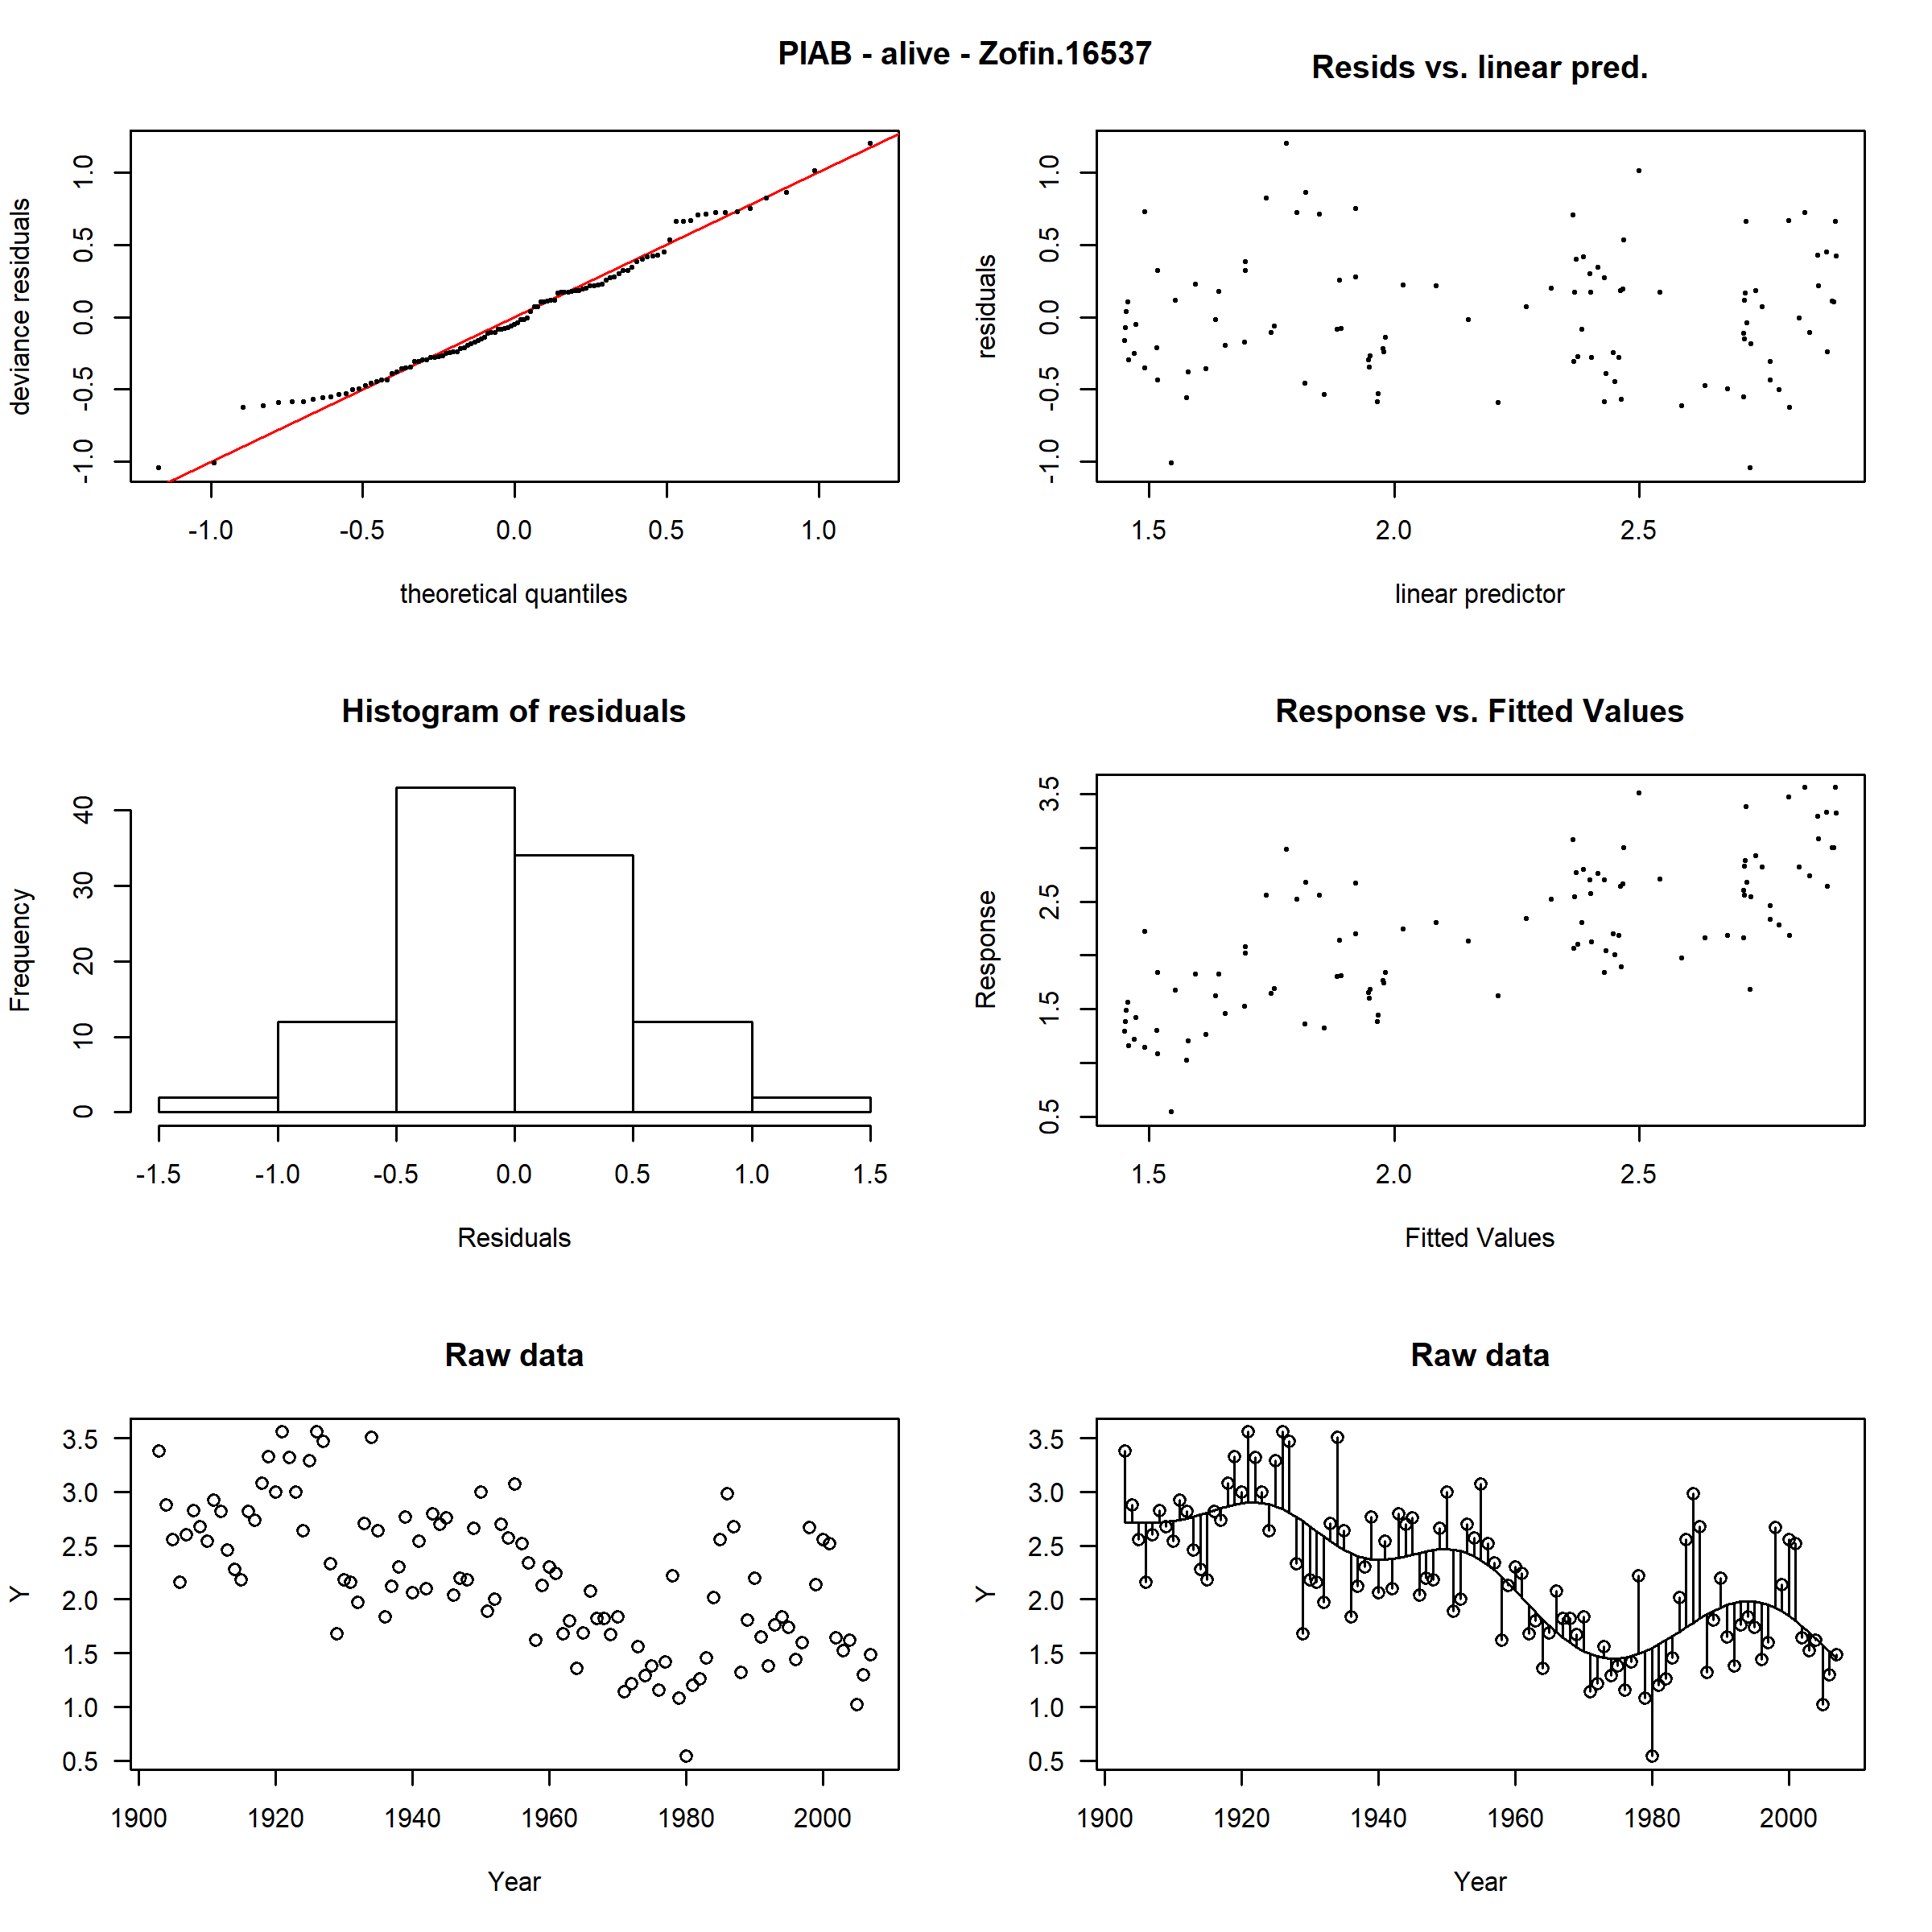 PIAB - alive - Zofin.16537
deviance residuals
1.0
0.5
0.0
-0.5
-1.0
-1.0 -0.5 0.0 0.5 1.0
theoretical quantiles
Resids vs. linear pred.
residuals
1.0
0.5
0.0
-0.5
-1.0
1.5 2.0 2.5
linear predictor
Histogram of residuals
Frequency
40
30
20
10
0
-1.5 -1.0 -0.5 0.0 0.5 1.0 1.5
Residuals
Response vs. Fitted Values
Response
3.5
2.5
1.5
0.5
1.5 2.0 2.5
Fitted Values
Raw data
Y
3.5
3.0
2.5
2.0
1.5
1.0
0.5
1900 1920 1940 1960 1980 2000
Year
Raw data
Y
3.5
3.0
2.5
2.0
1.5
1.0
0.5
1900 1920 1940 1960 1980 2000
Year